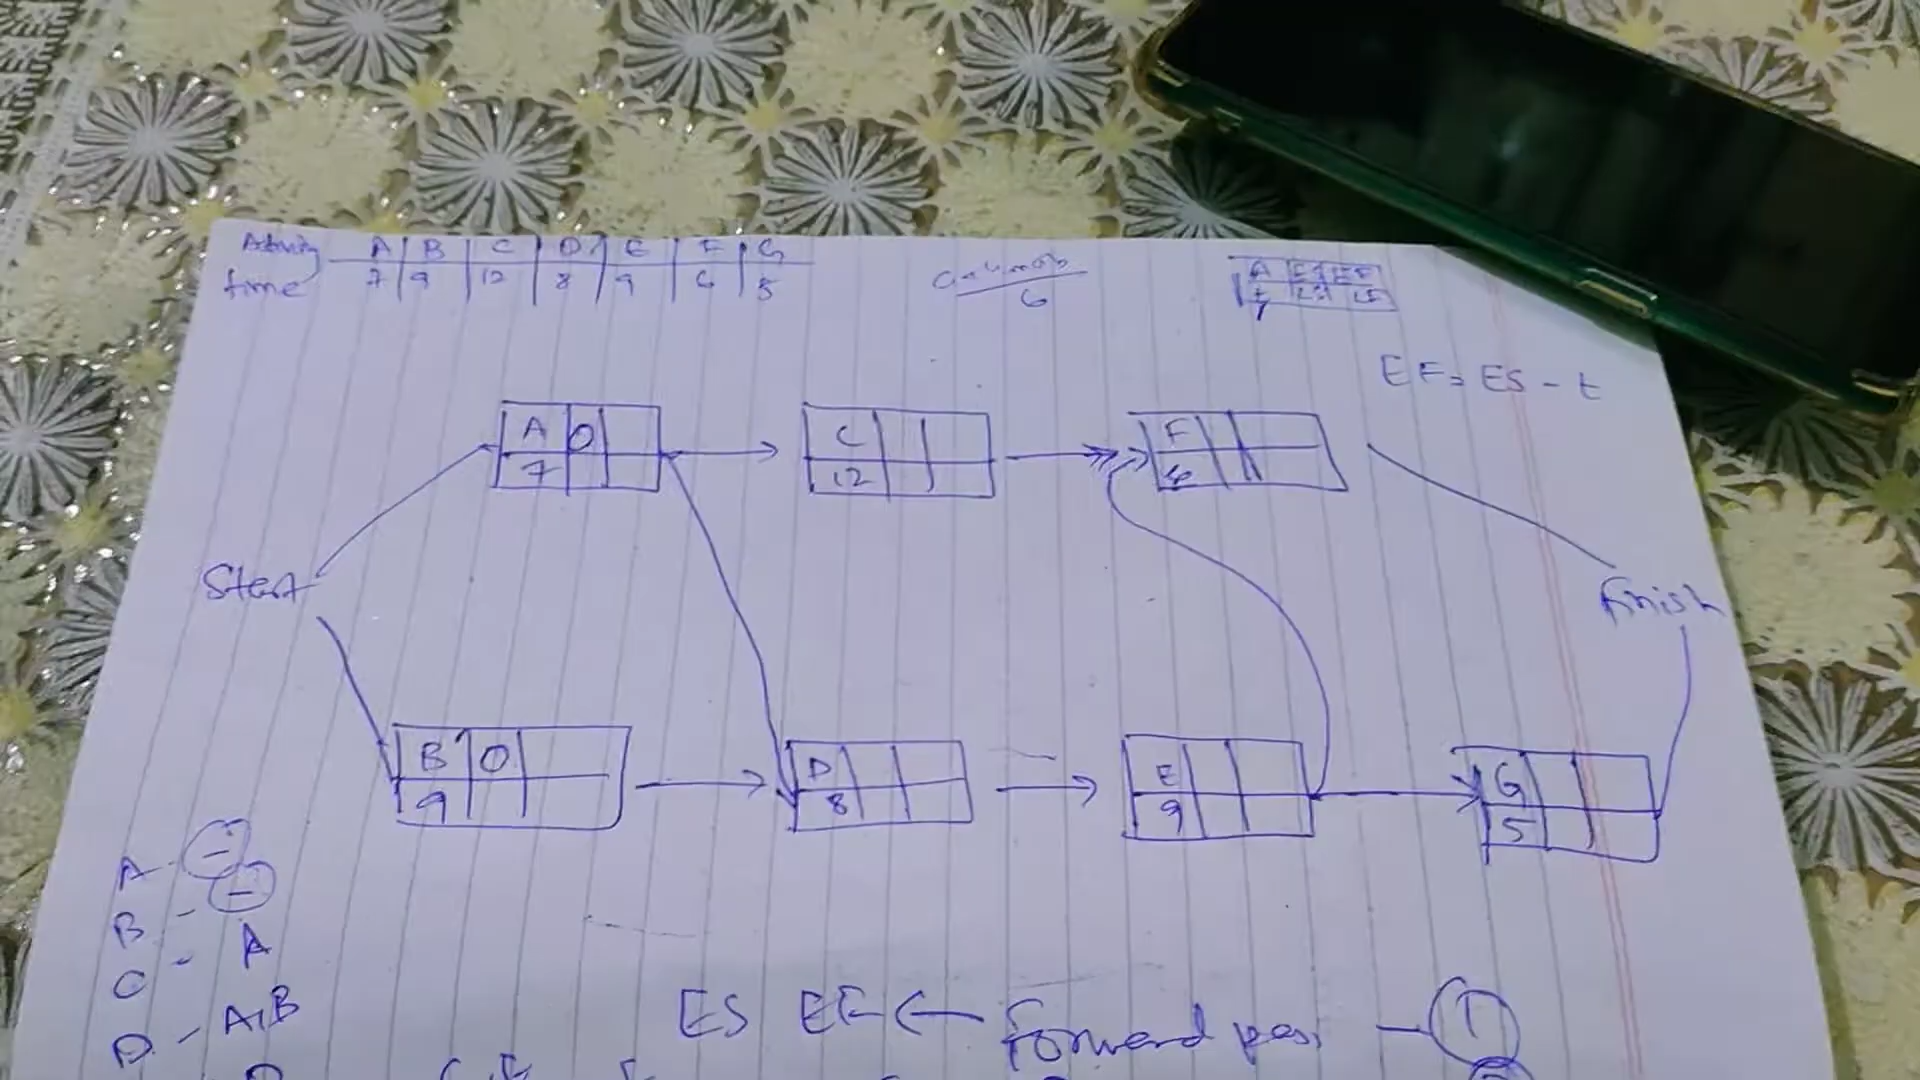 Activity A B C D E F G
time 7 9 12 8 9 6 5
6
A ES EF
t LS LF
EF = ES - t
A 0
7
C
12
F
6
Start
Finish
B 0
9
D
8
E
9
G
5
A -
B -
C - A
D - A,B
ES EF ← Forward pass - 1